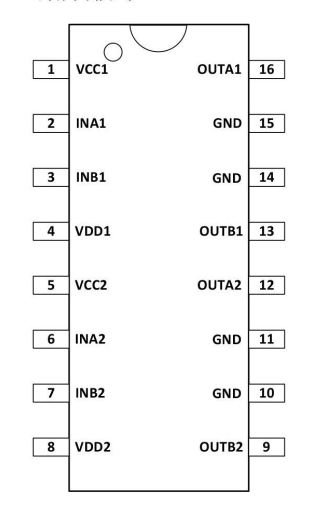 1 VCC1 OUTA1 16
2 INA1 GND 15
3 INB1 GND 14
4 VDD1 OUTB1 13
5 VCC2 OUTA2 12
6 INA2 GND 11
7 INB2 GND 10
8 VDD2 OUTB2 9